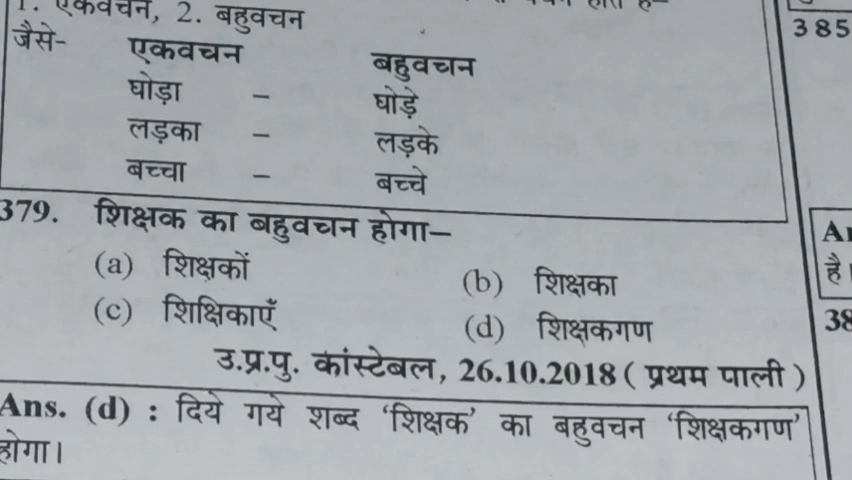 1. एकवचन, 2. बहुवचन
जैसे- एकवचन बहुवचन
घोड़ा – घोड़े
लड़का – लड़के
बच्चा – बच्चे
379. शिक्षक का बहुवचन होगा–
(a) शिक्षकों (b) शिक्षका
(c) शिक्षिकाएँ (d) शिक्षकगण
उ.प्र.पु. कांस्टेबल, 26.10.2018 ( प्रथम पाली )
Ans. (d) : दिये गये शब्द ‘शिक्षक’ का बहुवचन ‘शिक्षकगण’
होगा।
385
है।